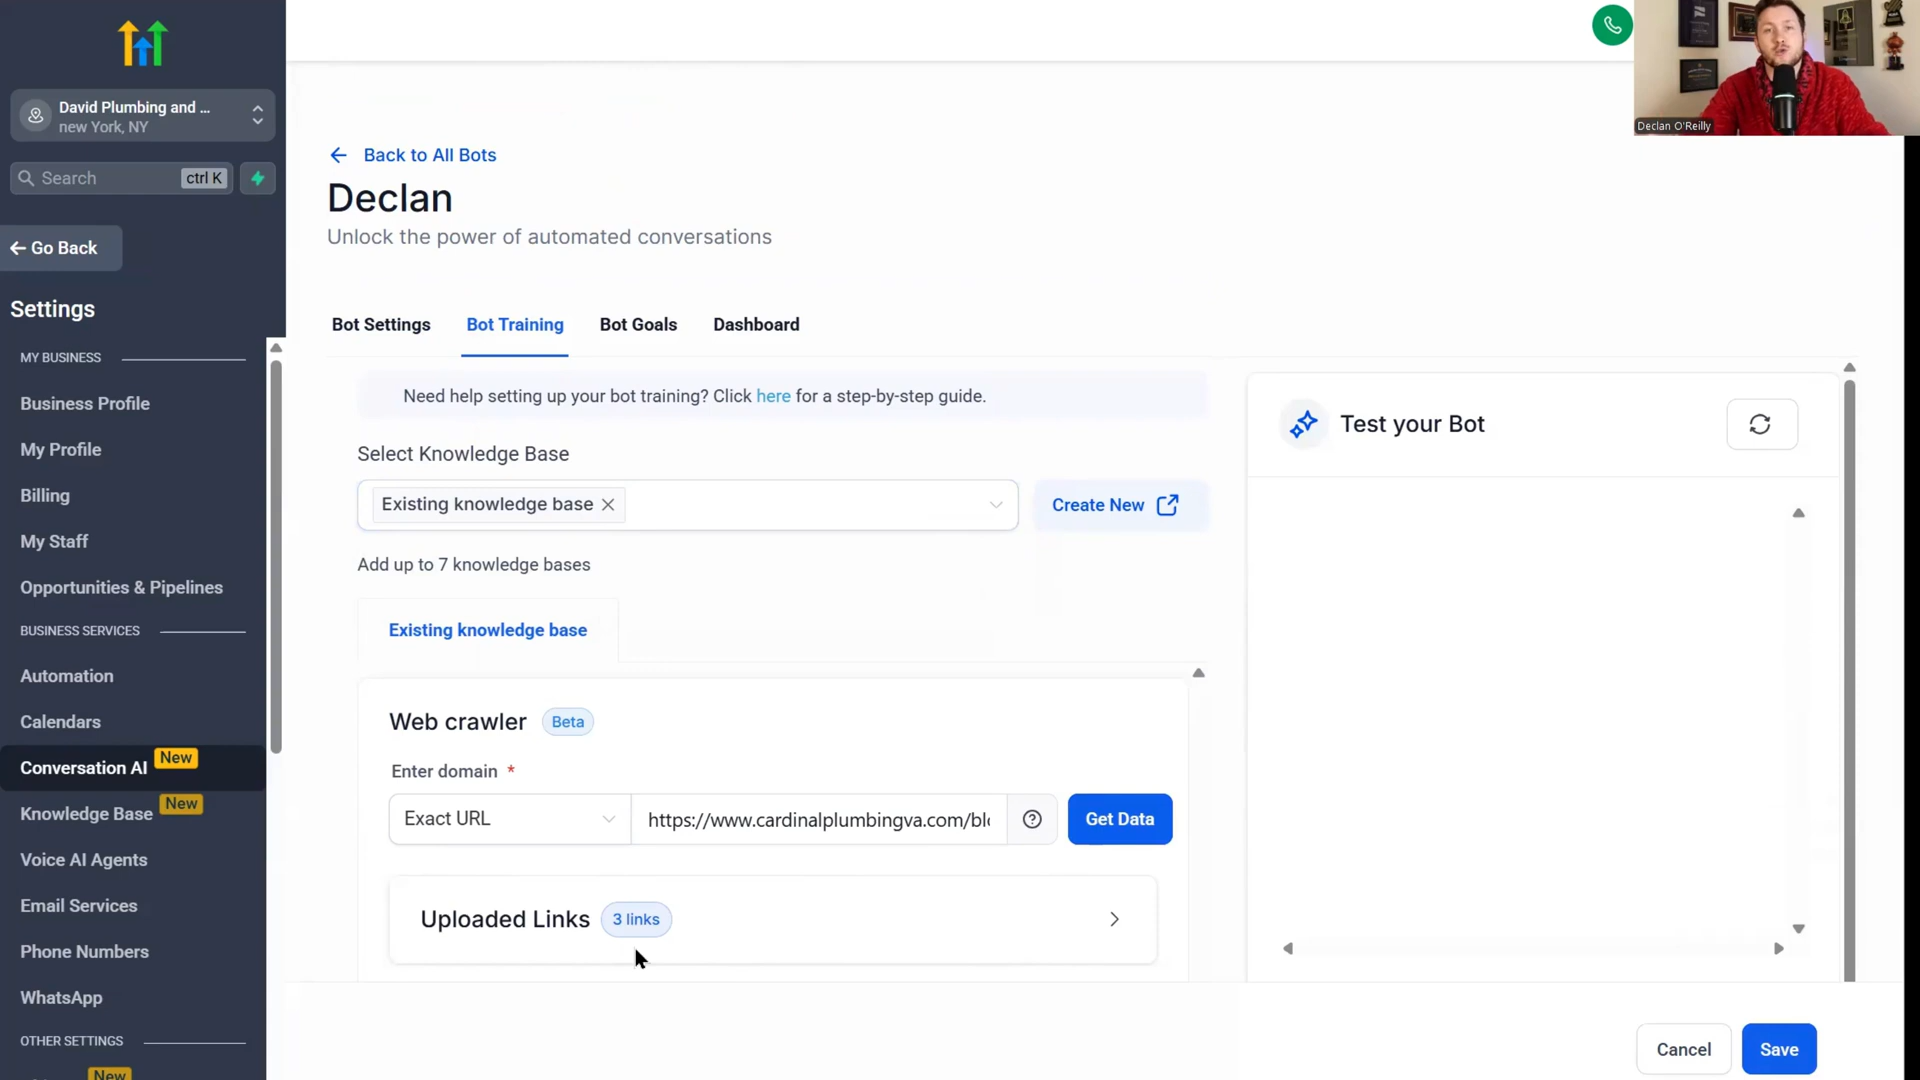 David Plumbing and ...
new York, NY
Search
ctrl K
Go Back
Settings
MY BUSINESS
Business Profile
My Profile
Billing
My Staff
Opportunities & Pipelines
BUSINESS SERVICES
Automation
Calendars
Conversation AI
New
Knowledge Base
New
Voice AI Agents
Email Services
Phone Numbers
WhatsApp
OTHER SETTINGS
New
Back to All Bots
Declan
Unlock the power of automated conversations
Bot Settings
Bot Training
Bot Goals
Dashboard
Need help setting up your bot training? Click here for a step-by-step guide.
Select Knowledge Base
Existing knowledge base
Create New
Add up to 7 knowledge bases
Existing knowledge base
Web crawler
Beta
Enter domain *
Exact URL
https://www.cardinalplumbingva.com/blo
Get Data
Uploaded Links
3 links
Test your Bot
Cancel
Save
Declan O'Reilly